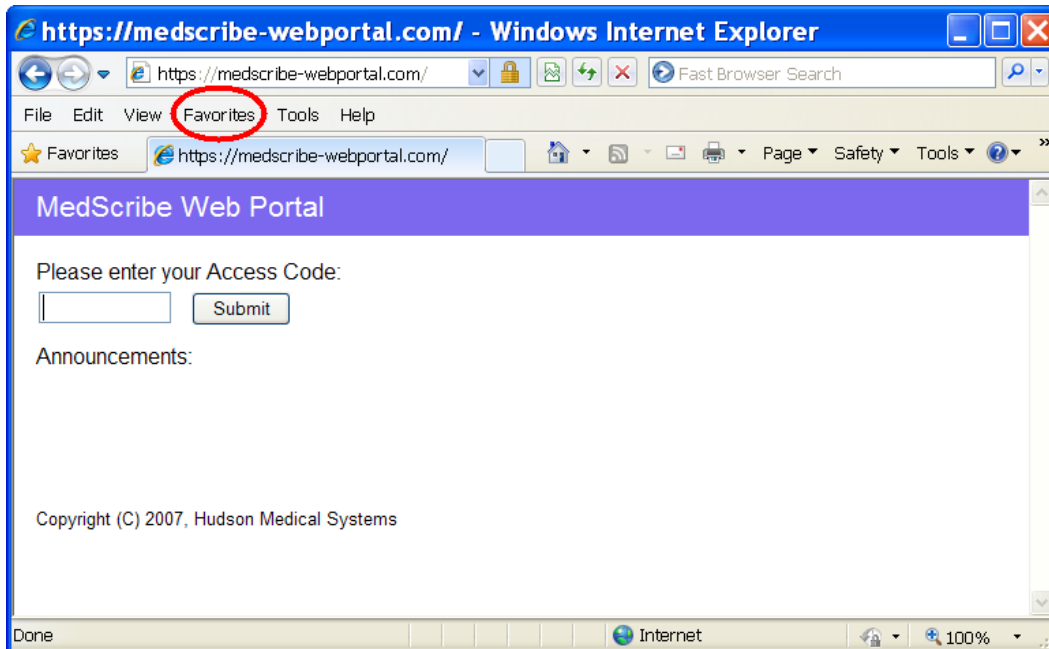 https://medscribe-webportal.com/ - Windows Internet Explorer
https://medscribe-webportal.com/ Fast Browser Search
File Edit View Favorites Tools Help
Favorites https://medscribe-webportal.com/ Page Safety Tools
MedScribe Web Portal
Please enter your Access Code:
Submit
Announcements:
Copyright (C) 2007, Hudson Medical Systems
Done Internet 100%